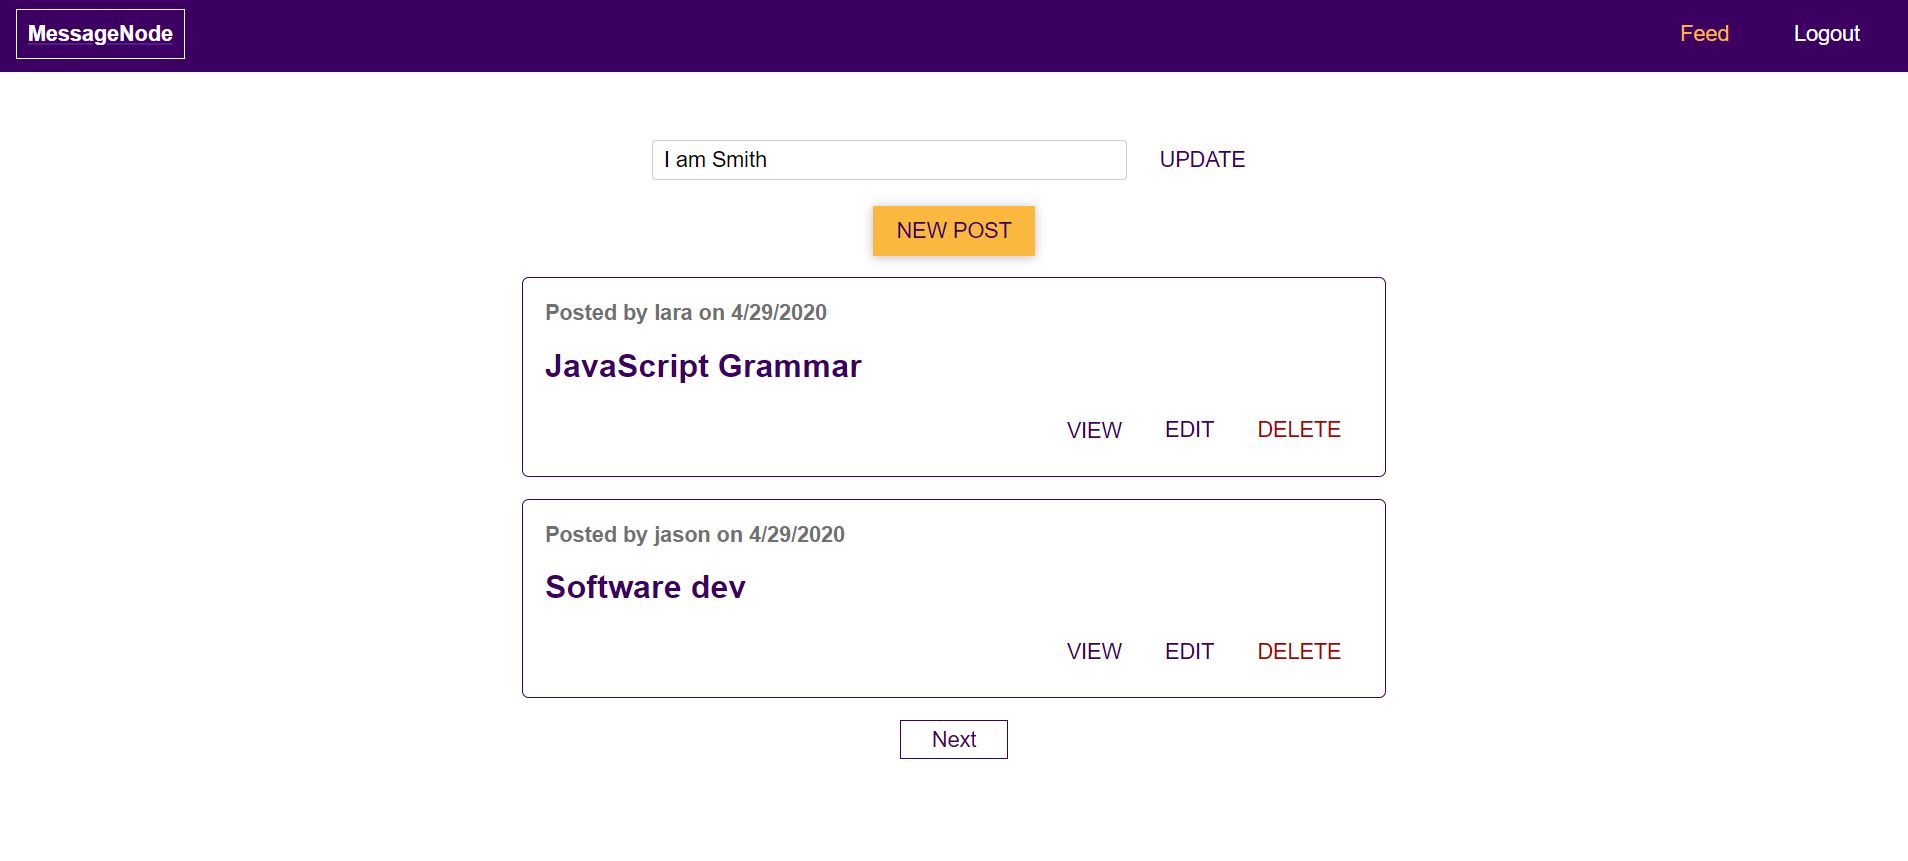 MessageNode
Feed Logout
I am Smith UPDATE
NEW POST
Posted by lara on 4/29/2020
JavaScript Grammar
VIEW EDIT DELETE
Posted by jason on 4/29/2020
Software dev
VIEW EDIT DELETE
Next